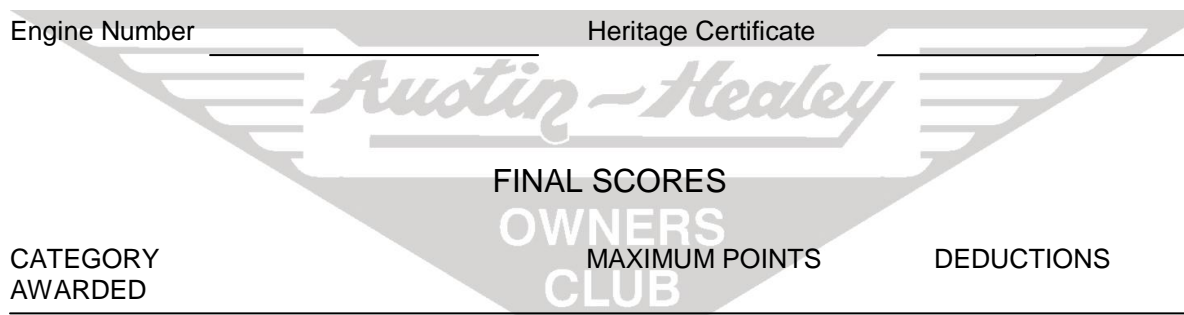 Engine Number Heritage Certificate
Austin-Healey
FINAL SCORES
OWNERS
CATEGORY MAXIMUM POINTS DEDUCTIONS
AWARDED
CLUB